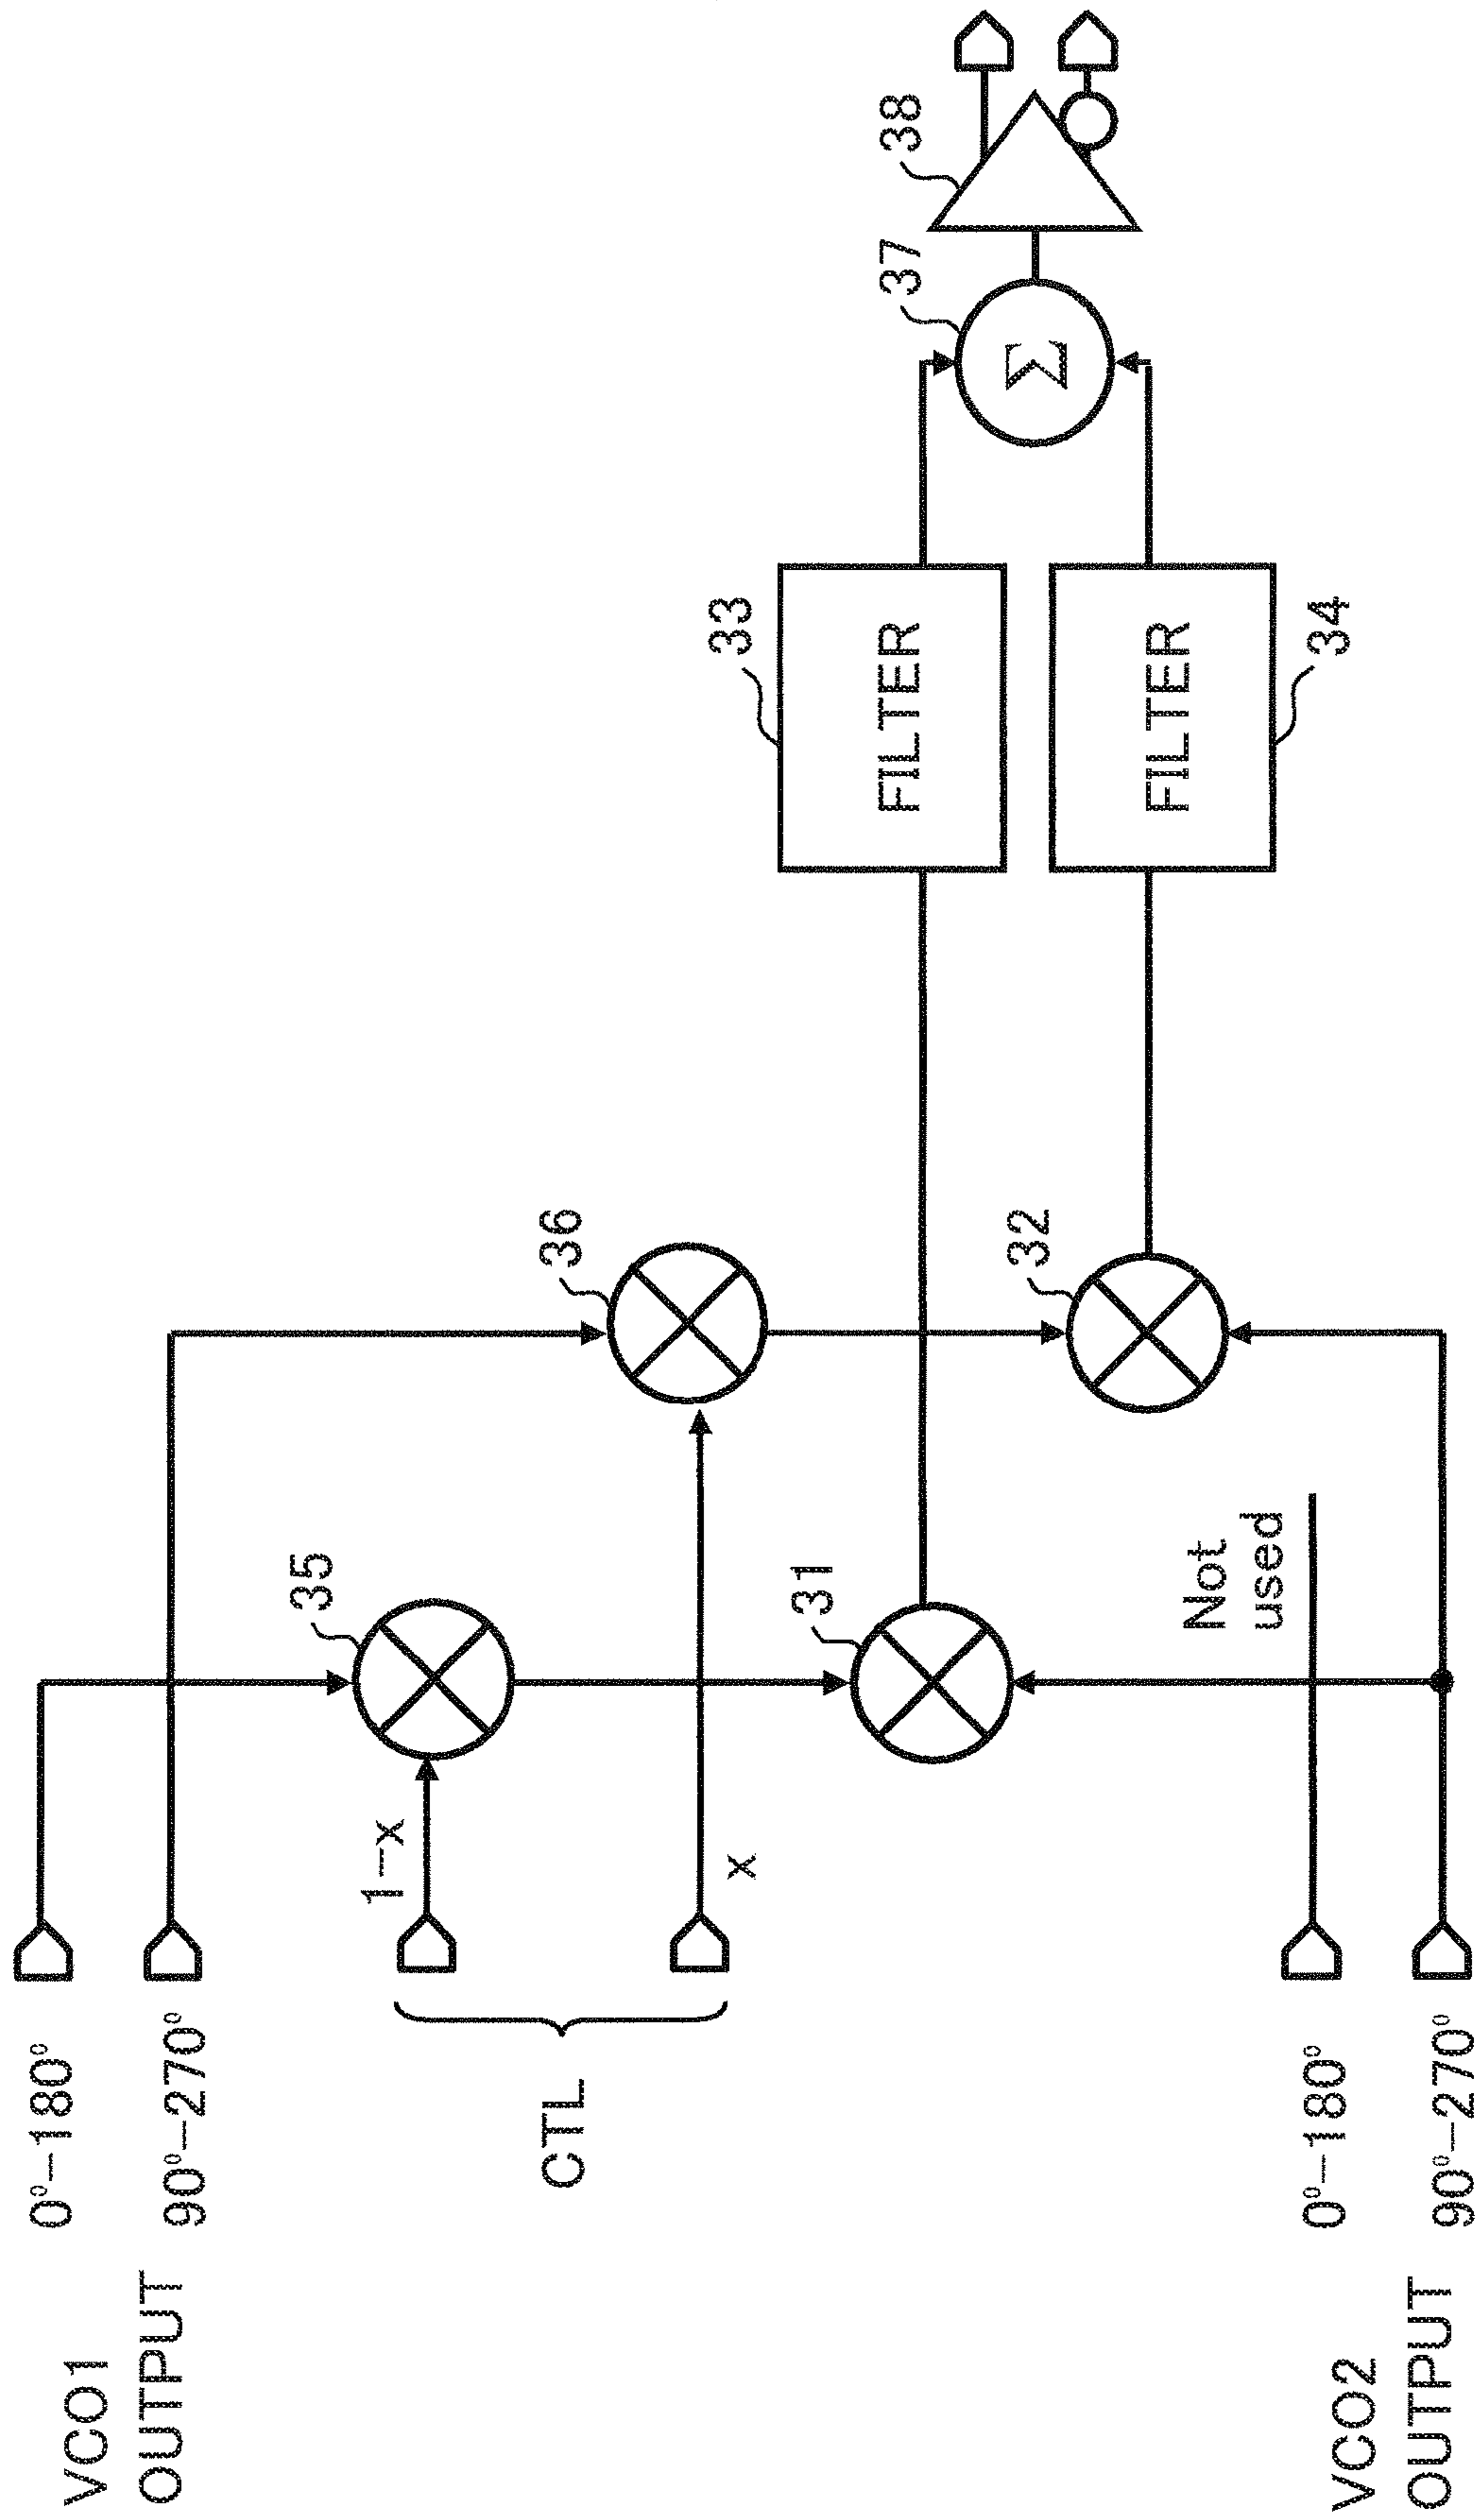 VCO1
OUTPUT
0°–180°
90°–270°
CTL
1–x
x
35
36
31
32
33
FILTER
34
FILTER
37
Σ
38
Not
used
VCO2
OUTPUT
0°–180°
90°–270°